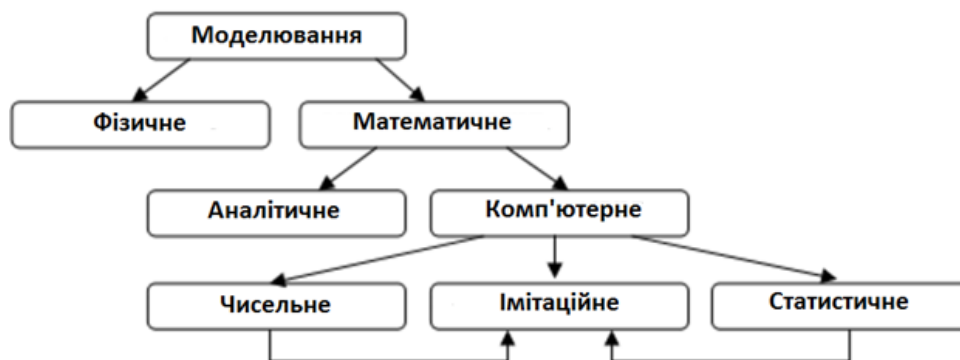 Моделювання
Фізичне
Математичне
Аналітичне
Комп'ютерне
Чисельне
Імітаційне
Статистичне